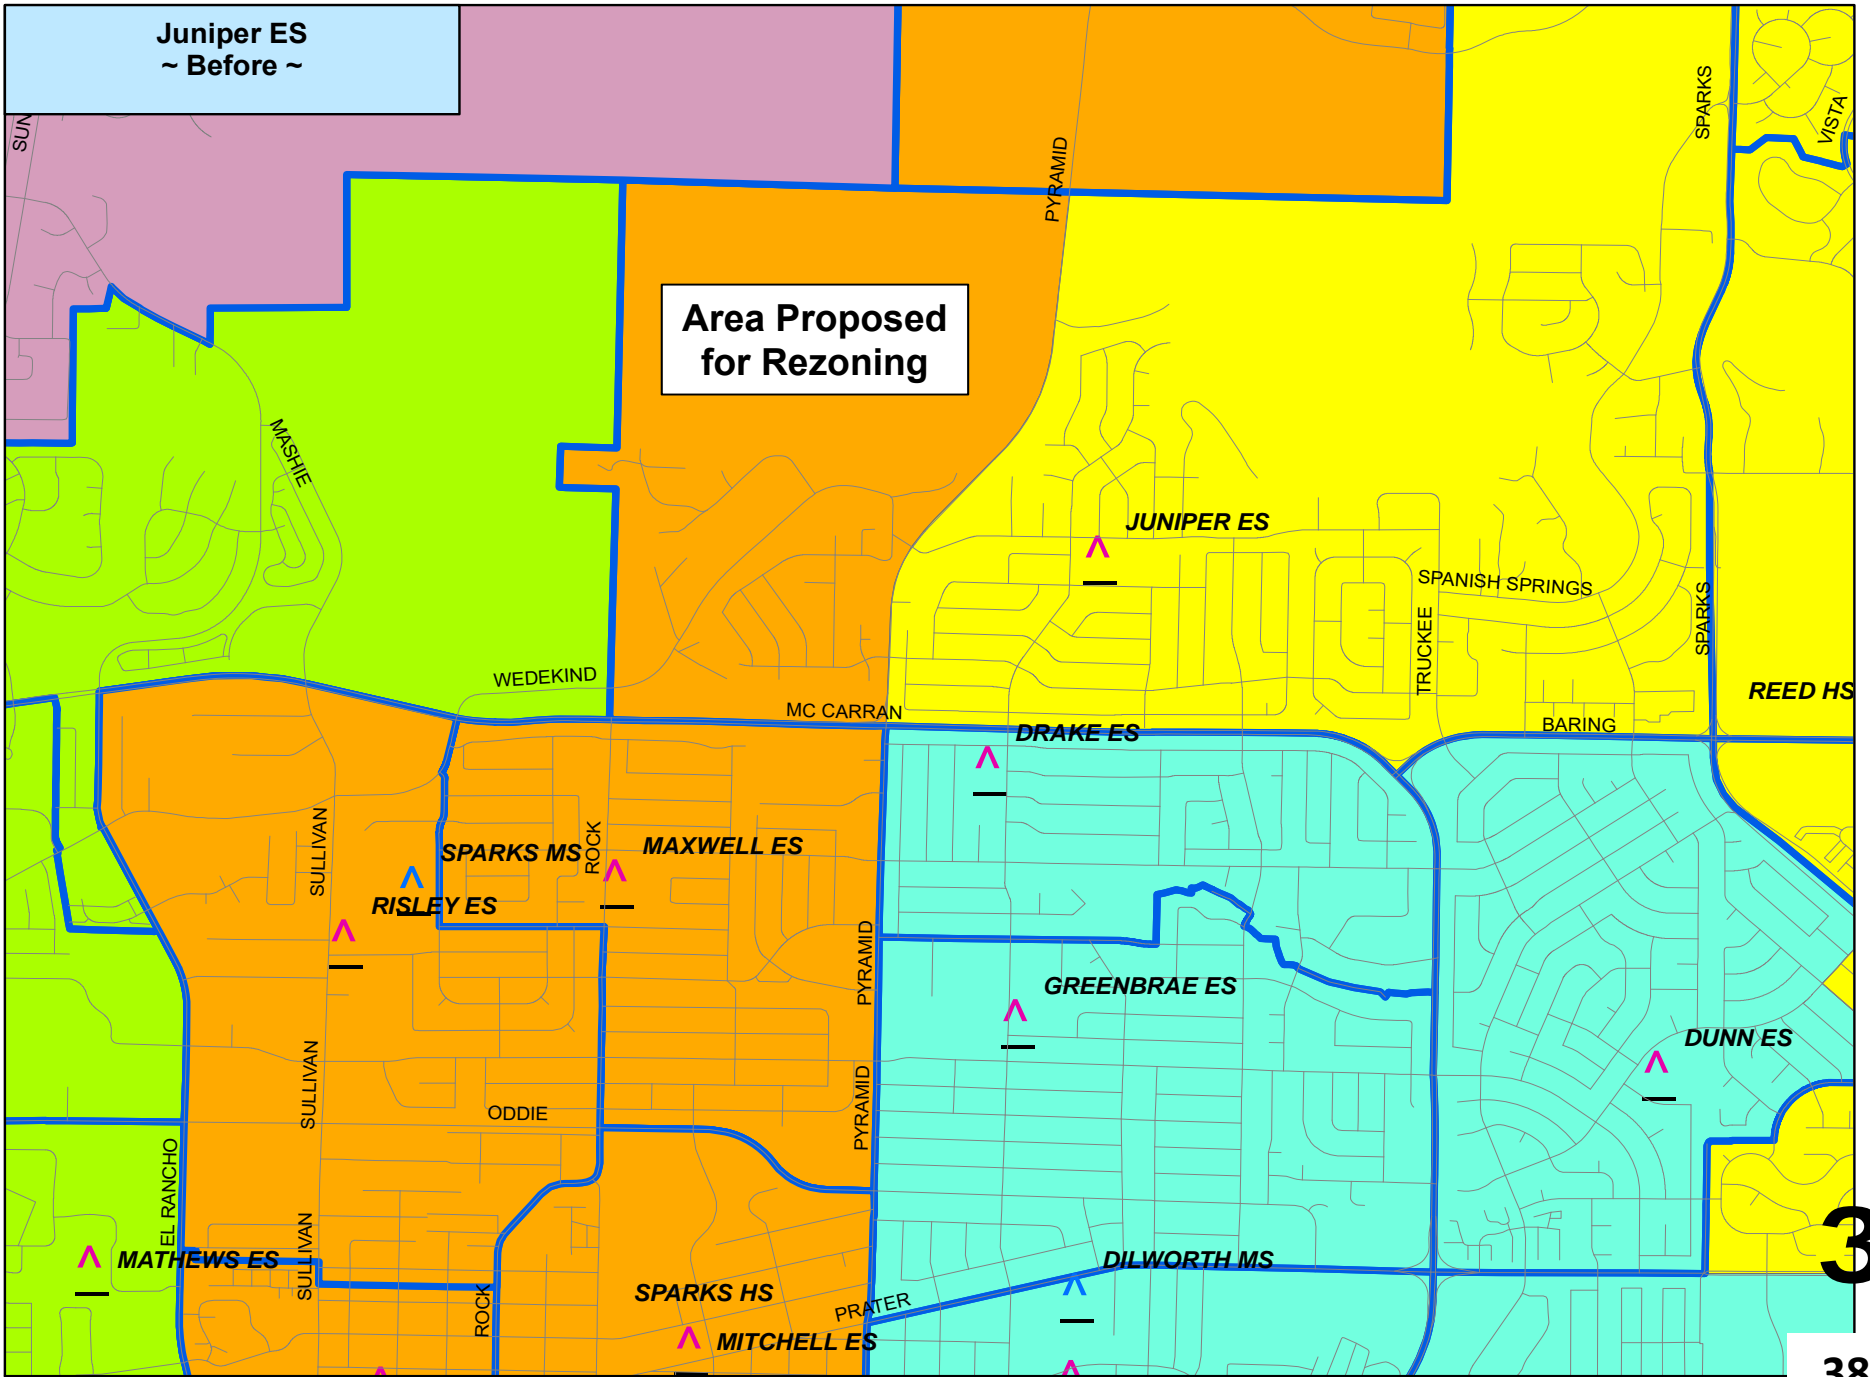 Juniper ES
~ Before ~
SUN
SPARKS
VISTA
PYRAMID
Area Proposed
for Rezoning
MASHIE
JUNIPER ES
SPANISH SPRINGS
TRUCKEE
SPARKS
WEDEKIND
REED HS
MC CARRAN
BARING
DRAKE ES
SULLIVAN
SPARKS MS
ROCK
MAXWELL ES
RISLEY ES
PYRAMID
GREENBRAE ES
DUNN ES
SULLIVAN
ODDIE
PYRAMID
EL RANCHO
MATHEWS ES
SULLIVAN
DILWORTH MS
3
SPARKS HS
ROCK
PRATER
MITCHELL ES
38